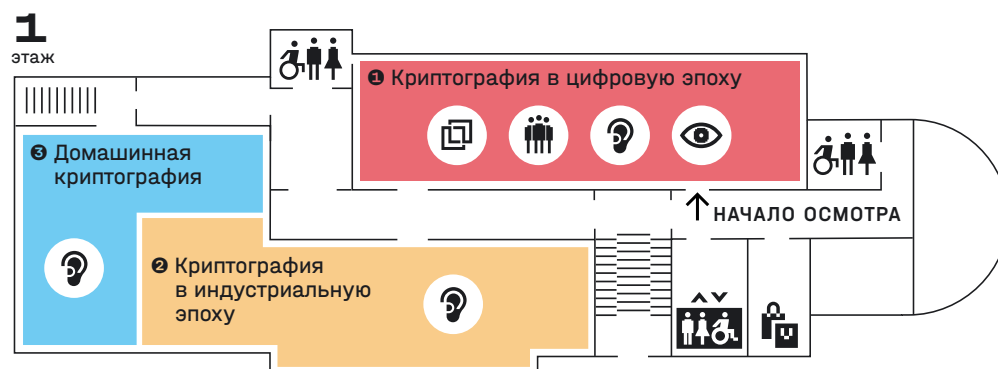 1
этаж
❶ Криптография в цифровую эпоху
❸ Домашинная
криптография
НАЧАЛО ОСМОТРА
❷ Криптография
в индустриальную
эпоху